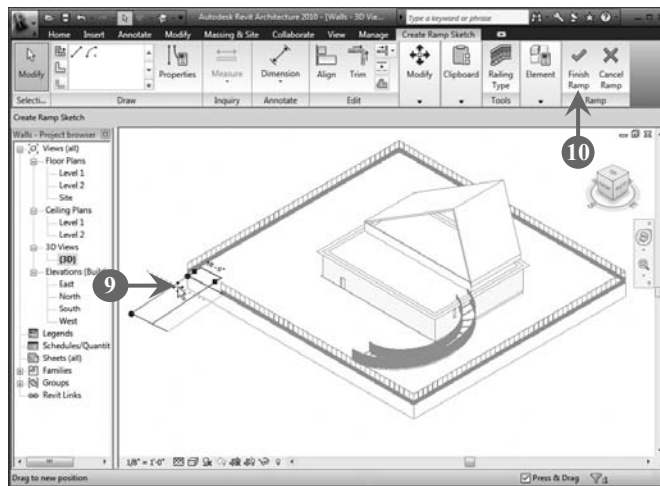 Autodesk Revit Architecture 2010 - [Walls - 3D Vie...
Type a keyword or phrase
Home Insert Annotate Modify Massing & Site Collaborate View Manage Create Ramp Sketch
Modify
Properties
Measure
Dimension
Align
Trim
Modify
Clipboard
Railing Type
Element
Finish Ramp
Cancel Ramp
Selecti...
Draw
Inquiry
Annotate
Edit
Tools
Ramp
10
Create Ramp Sketch
Walls - Project browser
Views (all)
Floor Plans
Level 1
Level 2
Site
Ceiling Plans
Level 1
Level 2
3D Views
{3D}
Elevations (Buil
East
North
South
West
Legends
Schedules/Quantit
Sheets (all)
Families
Groups
Revit Links
9
1/8" = 1'-0"
Drag to new position
Press & Drag